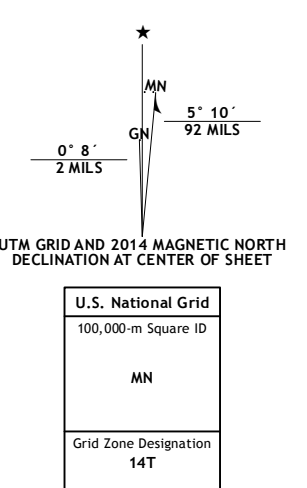 MN
GN
5° 10´
92 MILS
0° 8´
2 MILS
UTM GRID AND 2014 MAGNETIC NORTH
DECLINATION AT CENTER OF SHEET
U.S. National Grid
100,000-m Square ID
MN
Grid Zone Designation
14T